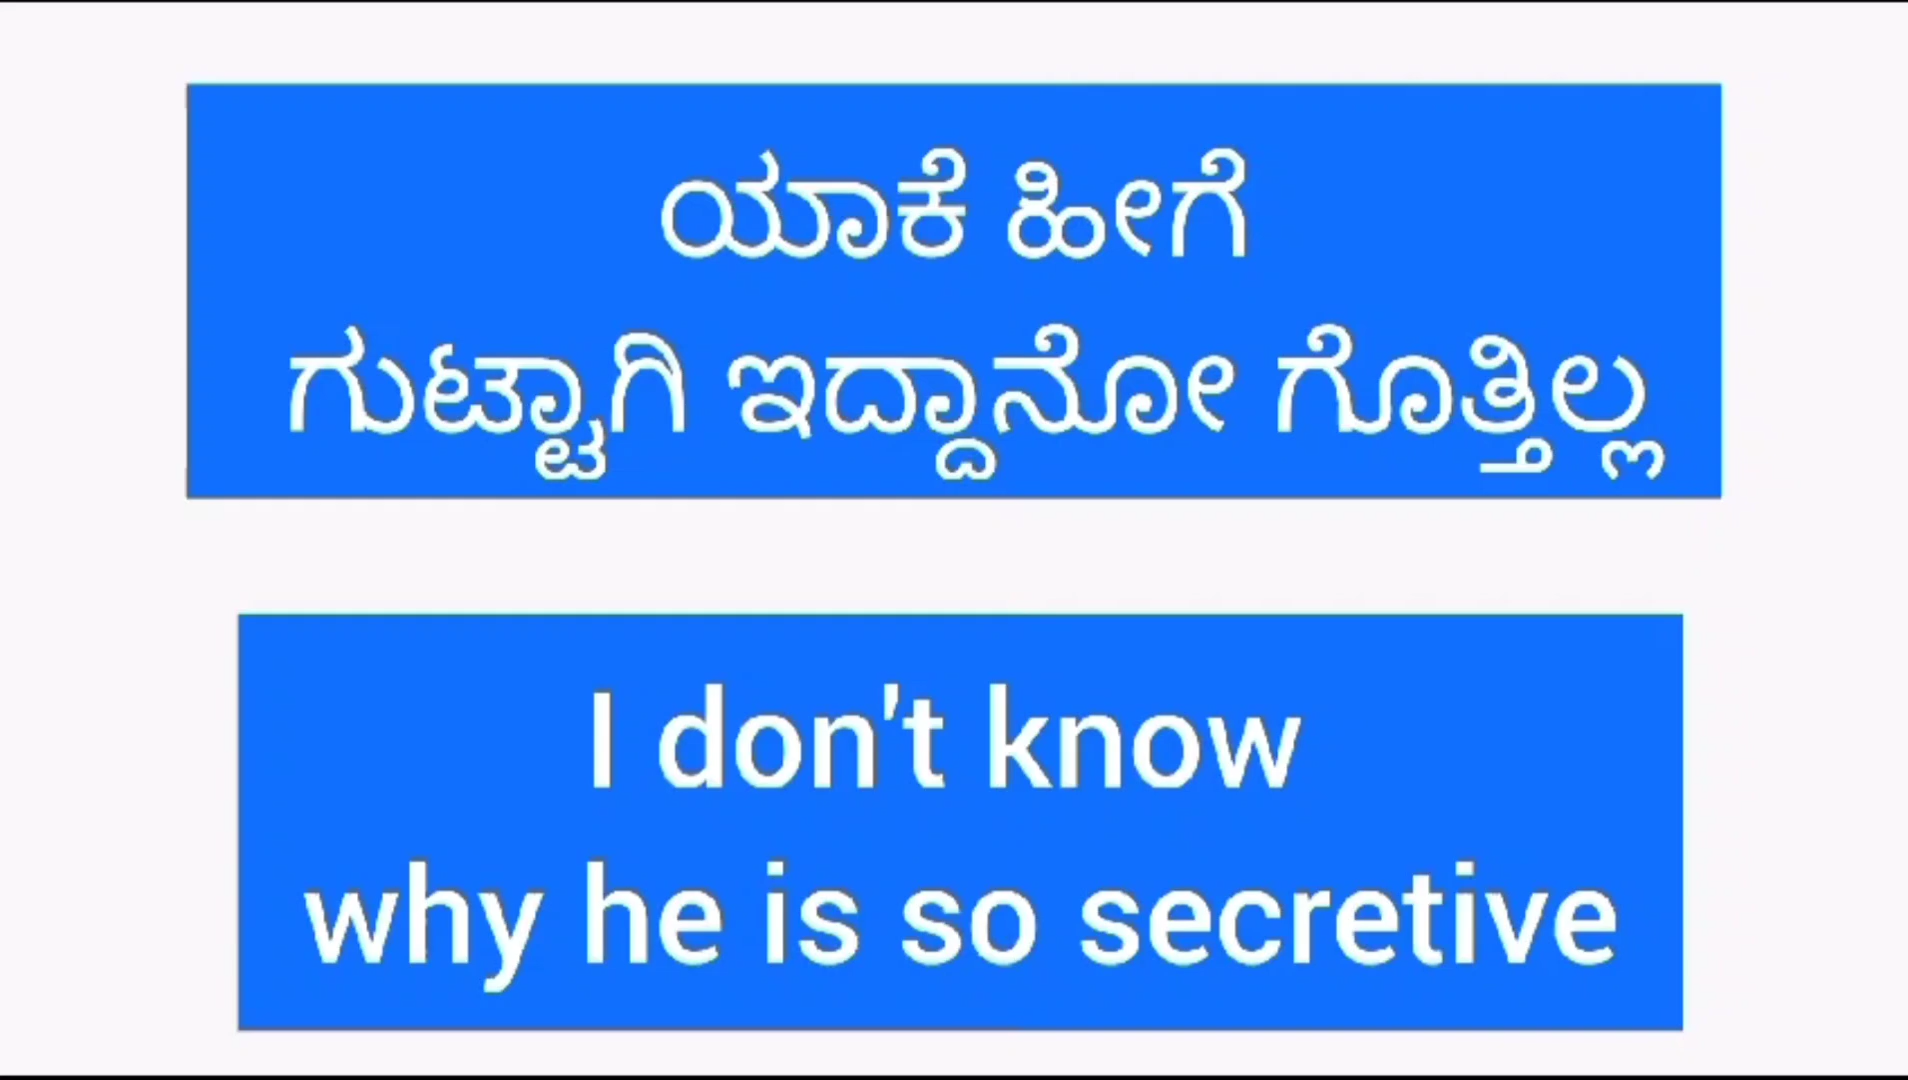 ಯಾಕೆ ಹೀಗೆ
ಗುಟ್ಟಾಗಿ ಇದ್ದಾನೋ ಗೊತ್ತಿಲ್ಲ
I don't know
why he is so secretive